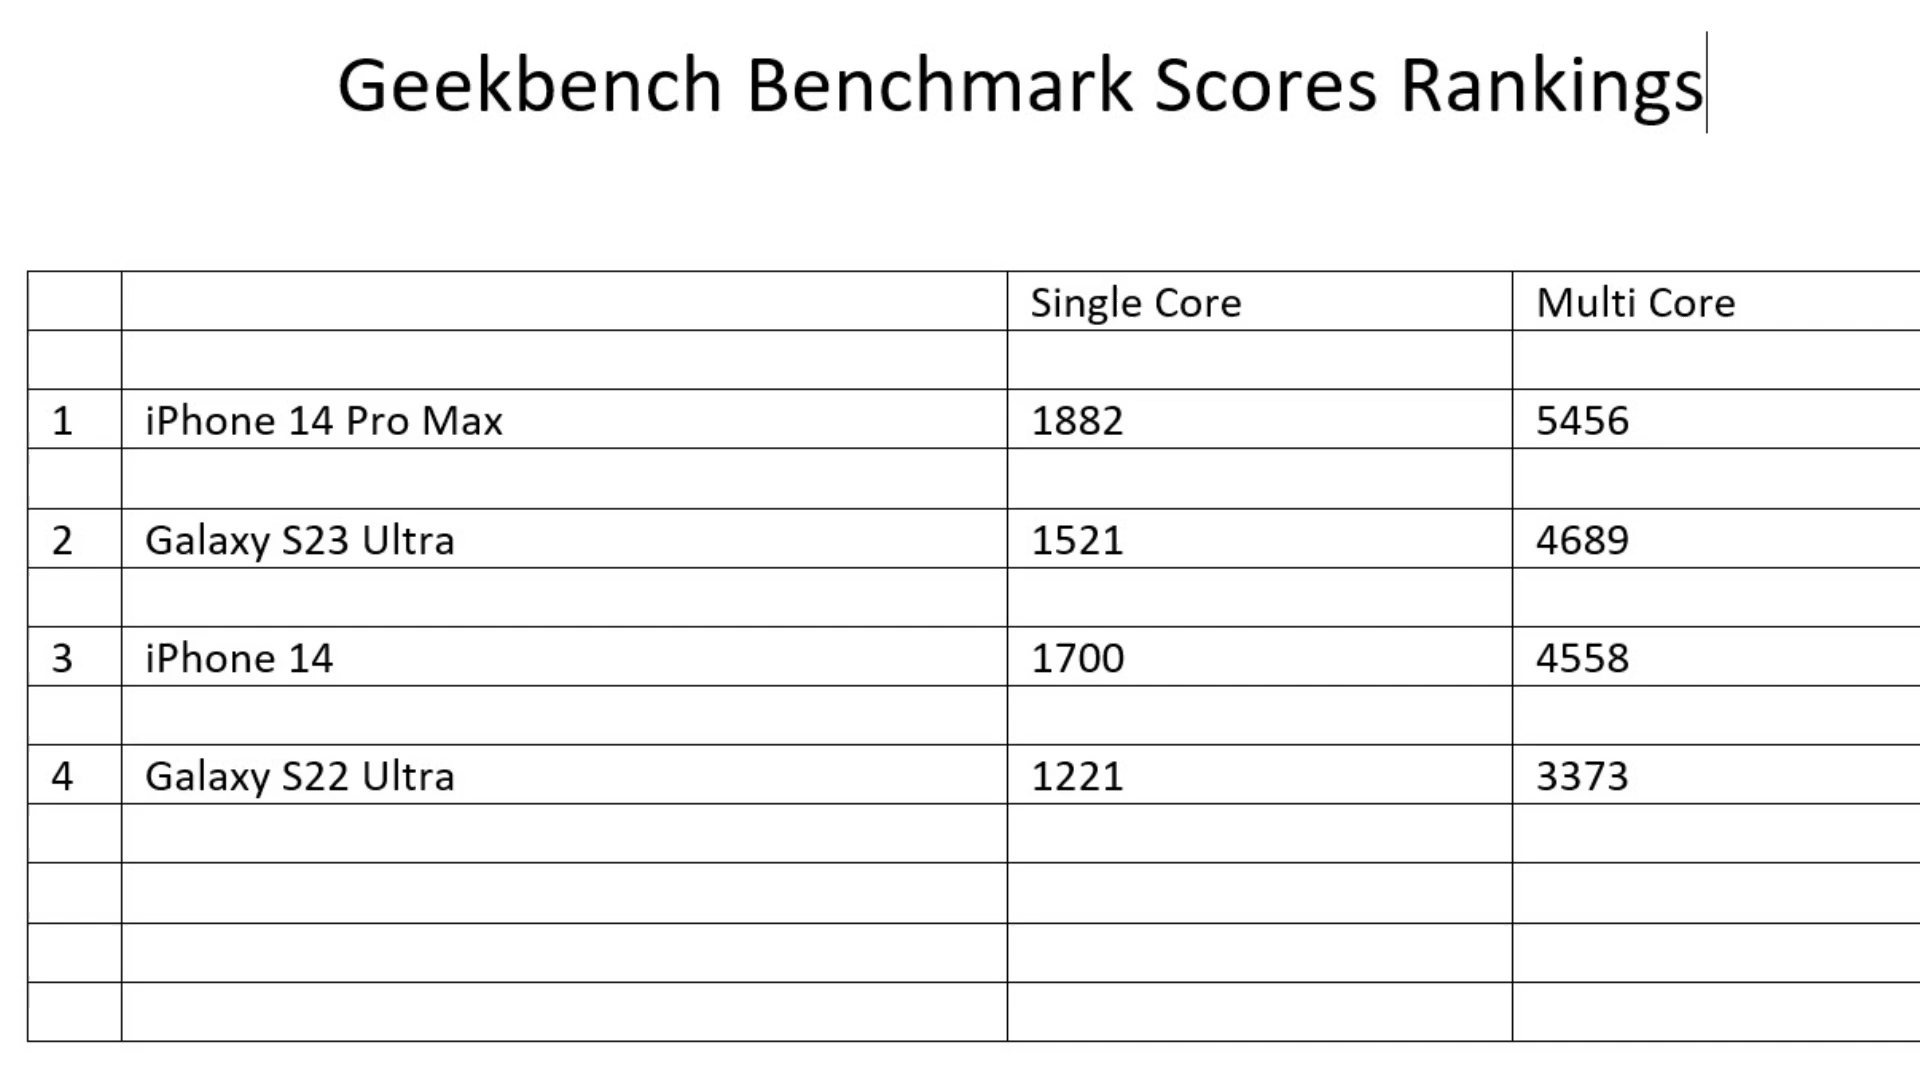 Geekbench Benchmark Scores Rankings
Single Core Multi Core
1 iPhone 14 Pro Max 1882 5456
2 Galaxy S23 Ultra 1521 4689
3 iPhone 14 1700 4558
4 Galaxy S22 Ultra 1221 3373